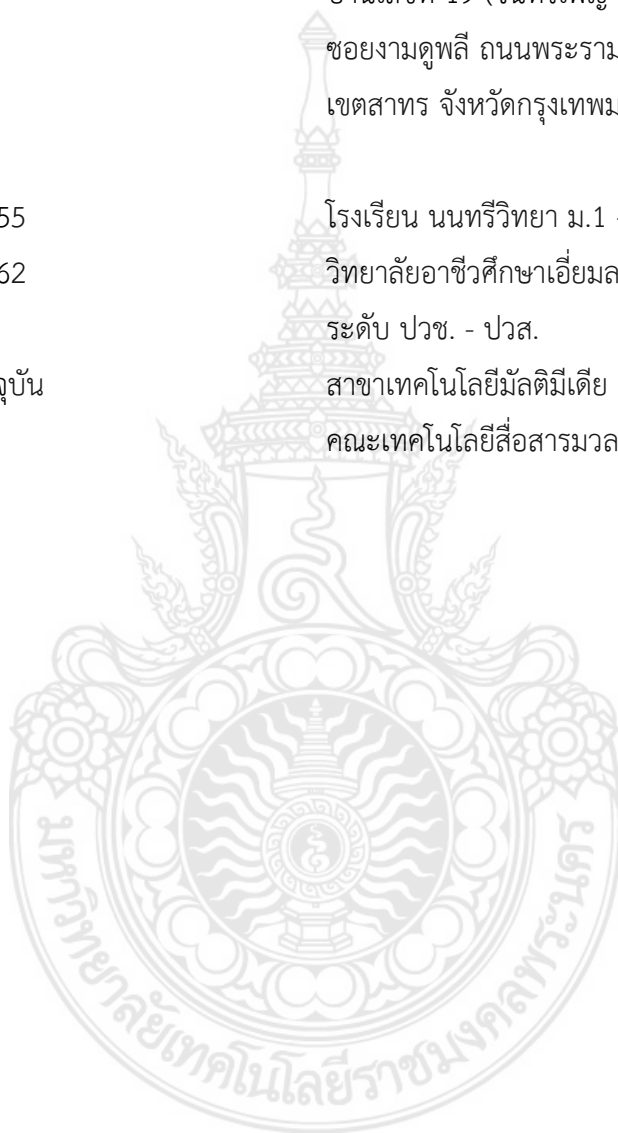 ซอยงามดูพลี ถนนพระราม
เขตสาทร จังหวัดกรุงเทพม
55 โรงเรียน นนทรีวิทยา ม.1
62 วิทยาลัยอาชีวศึกษาเอี่ยมล
ระดับ ปวช. - ปวส.
จุบัน สาขาเทคโนโลยีมัลติมีเดีย
คณะเทคโนโลยีสื่อสารมวล
มหาวิทยาลัยเทคโนโลยีราชมงคลพระนคร